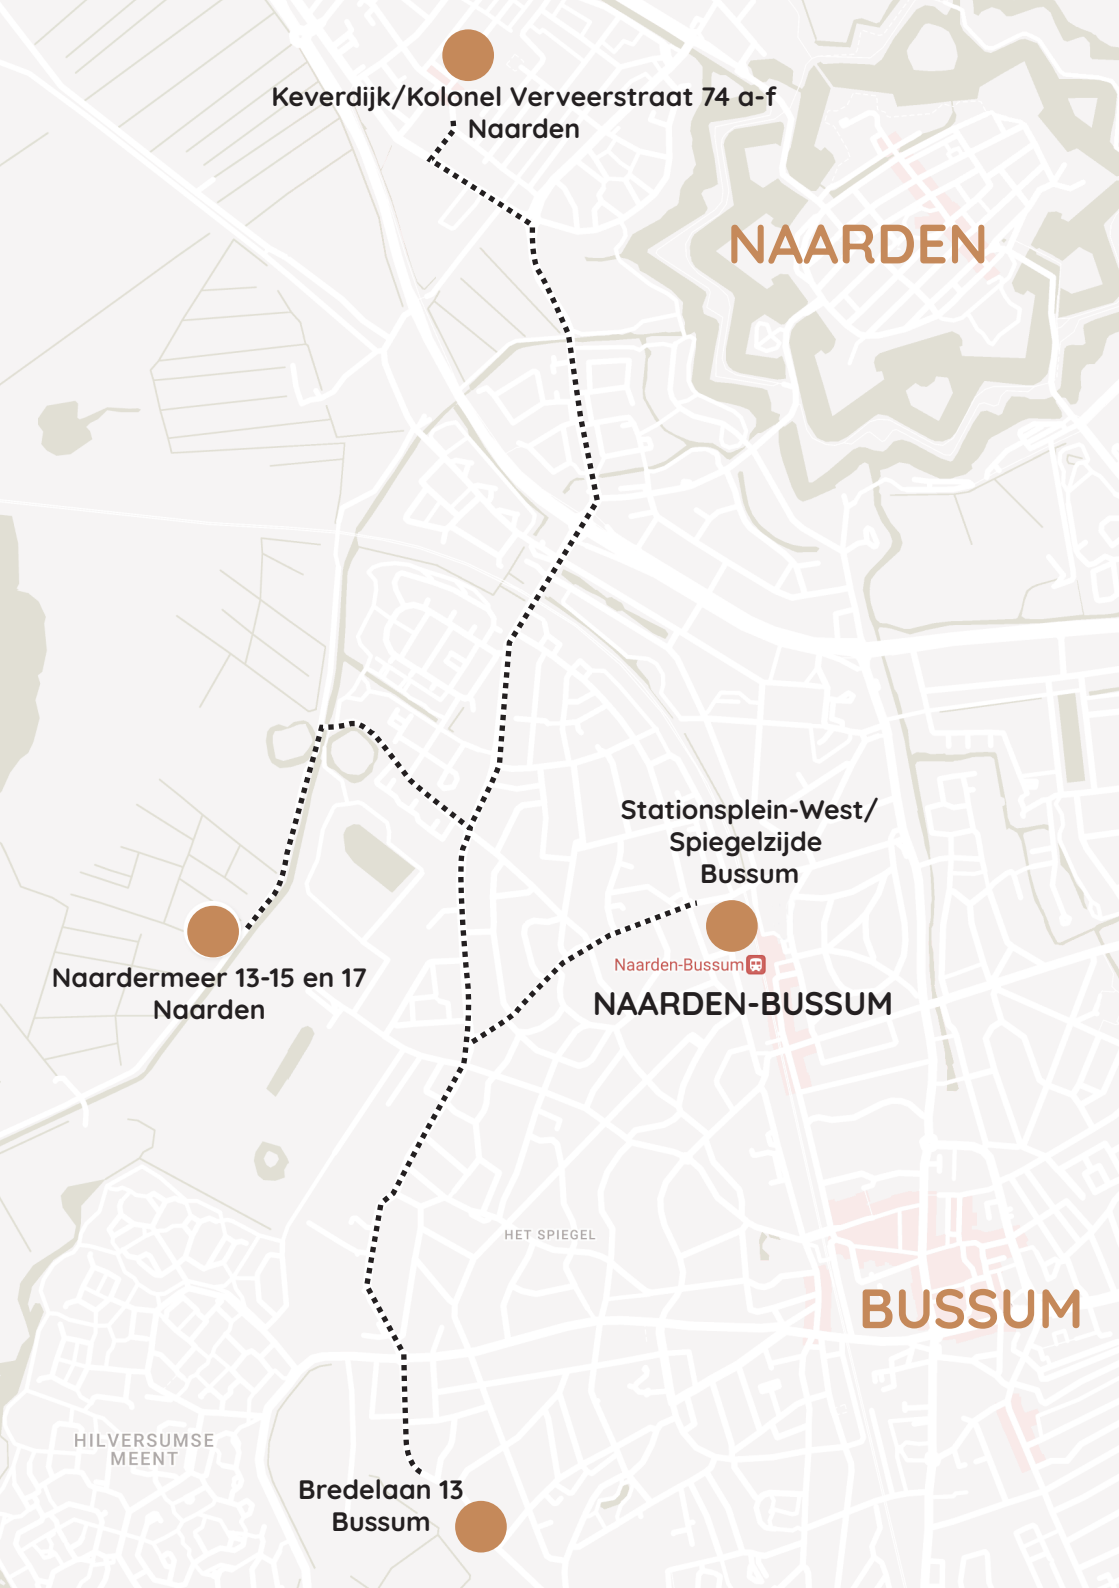 Keverdijk/Kolonel Verveerstraat 74 a-f
Naarden
NAARDEN
Stationsplein-West/
Spiegelzijde
Bussum
Naarden-Bussum
NAARDEN-BUSSUM
Naardermeer 13-15 en 17
Naarden
HET SPIEGEL
BUSSUM
HILVERSUMSE
MEENT
Bredelaan 13
Bussum